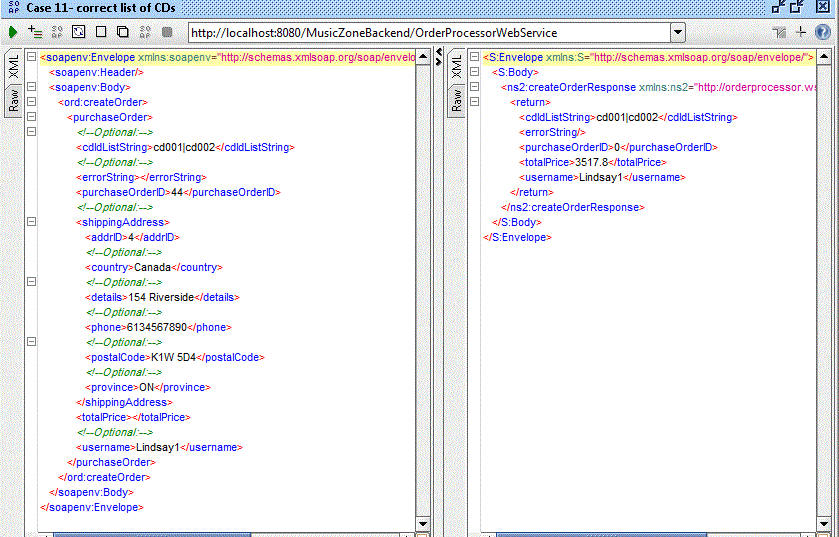 Case 11- correct list of CDs
http://localhost:8080/MusicZoneBackend/OrderProcessorWebService
XML
Raw
<soapenv:Envelope xmlns:soapenv="http://schemas.xmlsoap.org/soap/envelo
<soapenv:Header/>
<soapenv:Body>
<ord:createOrder>
<purchaseOrder>
<!--Optional:-->
<cdIdListString>cd001|cd002</cdIdListString>
<!--Optional:-->
<errorString></errorString>
<purchaseOrderID>44</purchaseOrderID>
<!--Optional:-->
<shippingAddress>
<addrID>4</addrID>
<!--Optional:-->
<country>Canada</country>
<!--Optional:-->
<details>154 Riverside</details>
<!--Optional:-->
<phone>6134567890</phone>
<!--Optional:-->
<postalCode>K1W 5D4</postalCode>
<!--Optional:-->
<province>ON</province>
</shippingAddress>
<totalPrice></totalPrice>
<!--Optional:-->
<username>Lindsay1</username>
</purchaseOrder>
</ord:createOrder>
</soapenv:Body>
</soapenv:Envelope>
XML
Raw
<S:Envelope xmlns:S="http://schemas.xmlsoap.org/soap/envelope/">
<S:Body>
<ns2:createOrderResponse xmlns:ns2="http://orderprocessor.ws
<return>
<cdIdListString>cd001|cd002</cdIdListString>
<errorString/>
<purchaseOrderID>0</purchaseOrderID>
<totalPrice>3517.8</totalPrice>
<username>Lindsay1</username>
</return>
</ns2:createOrderResponse>
</S:Body>
</S:Envelope>